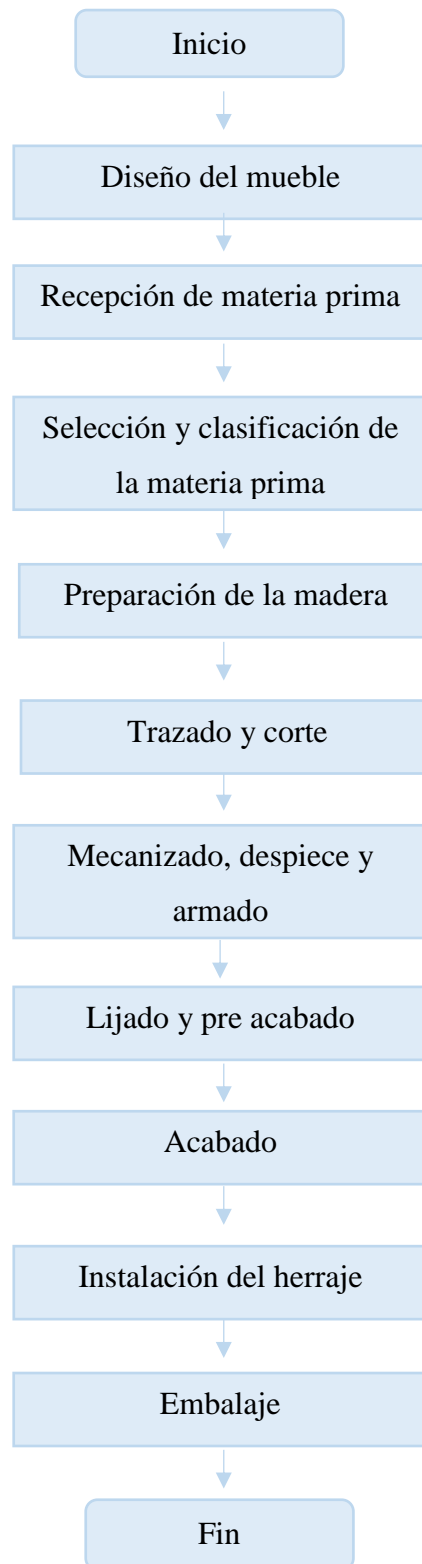 Inicio
Diseño del mueble
Recepción de materia prima
Selección y clasificación de
la materia prima
Preparación de la madera
Trazado y corte
Mecanizado, despiece y
armado
Lijado y pre acabado
Acabado
Instalación del herraje
Embalaje
Fin